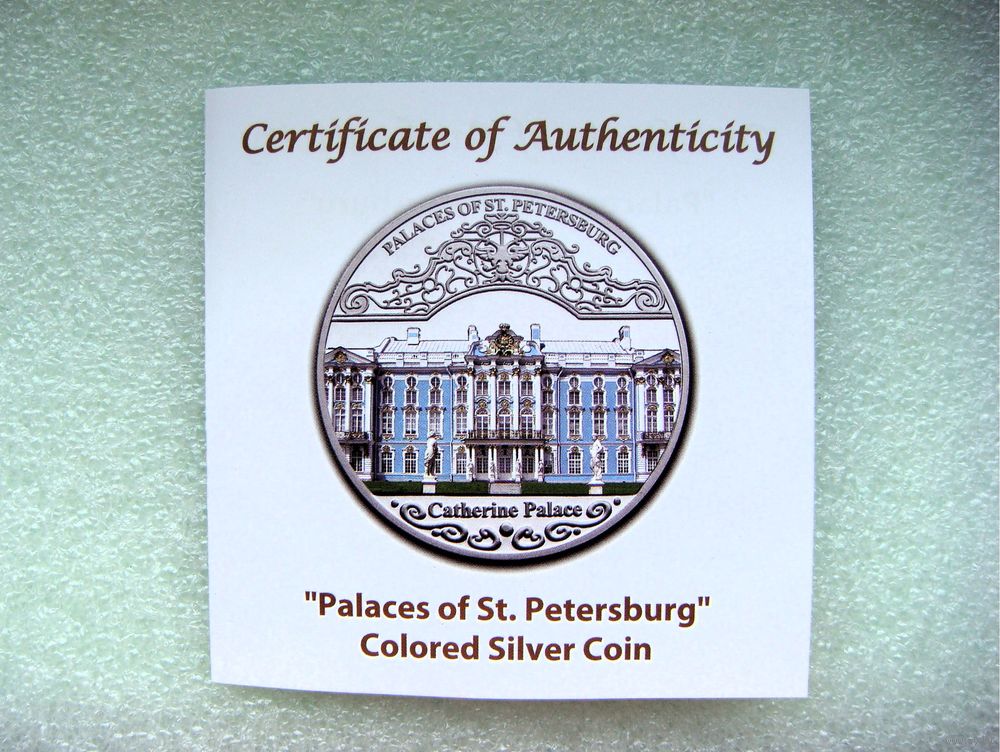 Certificate of Authenticity
PALACES OF ST. PETERSBURG
Catherine Palace
"Palaces of St. Petersburg"
Colored Silver Coin